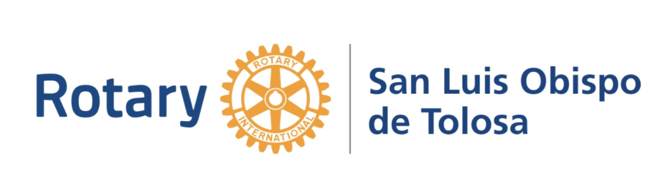 Rotary
ROTARY
INTERNATIONAL
San Luis Obispo
de Tolosa